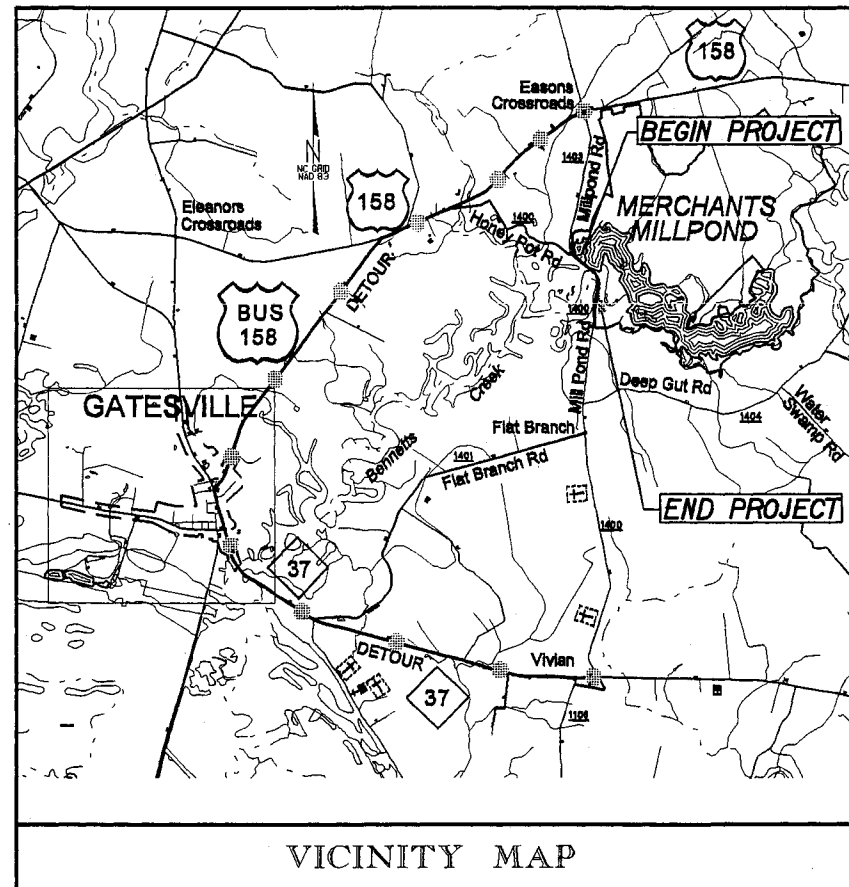 158
Easons
Crossroads
BEGIN PROJECT
1403
Millpond Rd
N
NC GRID
NAD 83
158
Eleanors
Crossroads
1400
Honey Pot Rd
MERCHANTS
MILLPOND
DETOUR
BUS
158
1400
Mill Pond Rd
Deep Gut Rd
1404
Water
Swamp Rd
GATESVILLE
Creek
Bennetts
Flat Branch
1401
Flat Branch Rd
END PROJECT
1400
37
DETOUR
Vivian
37
1106
VICINITY MAP